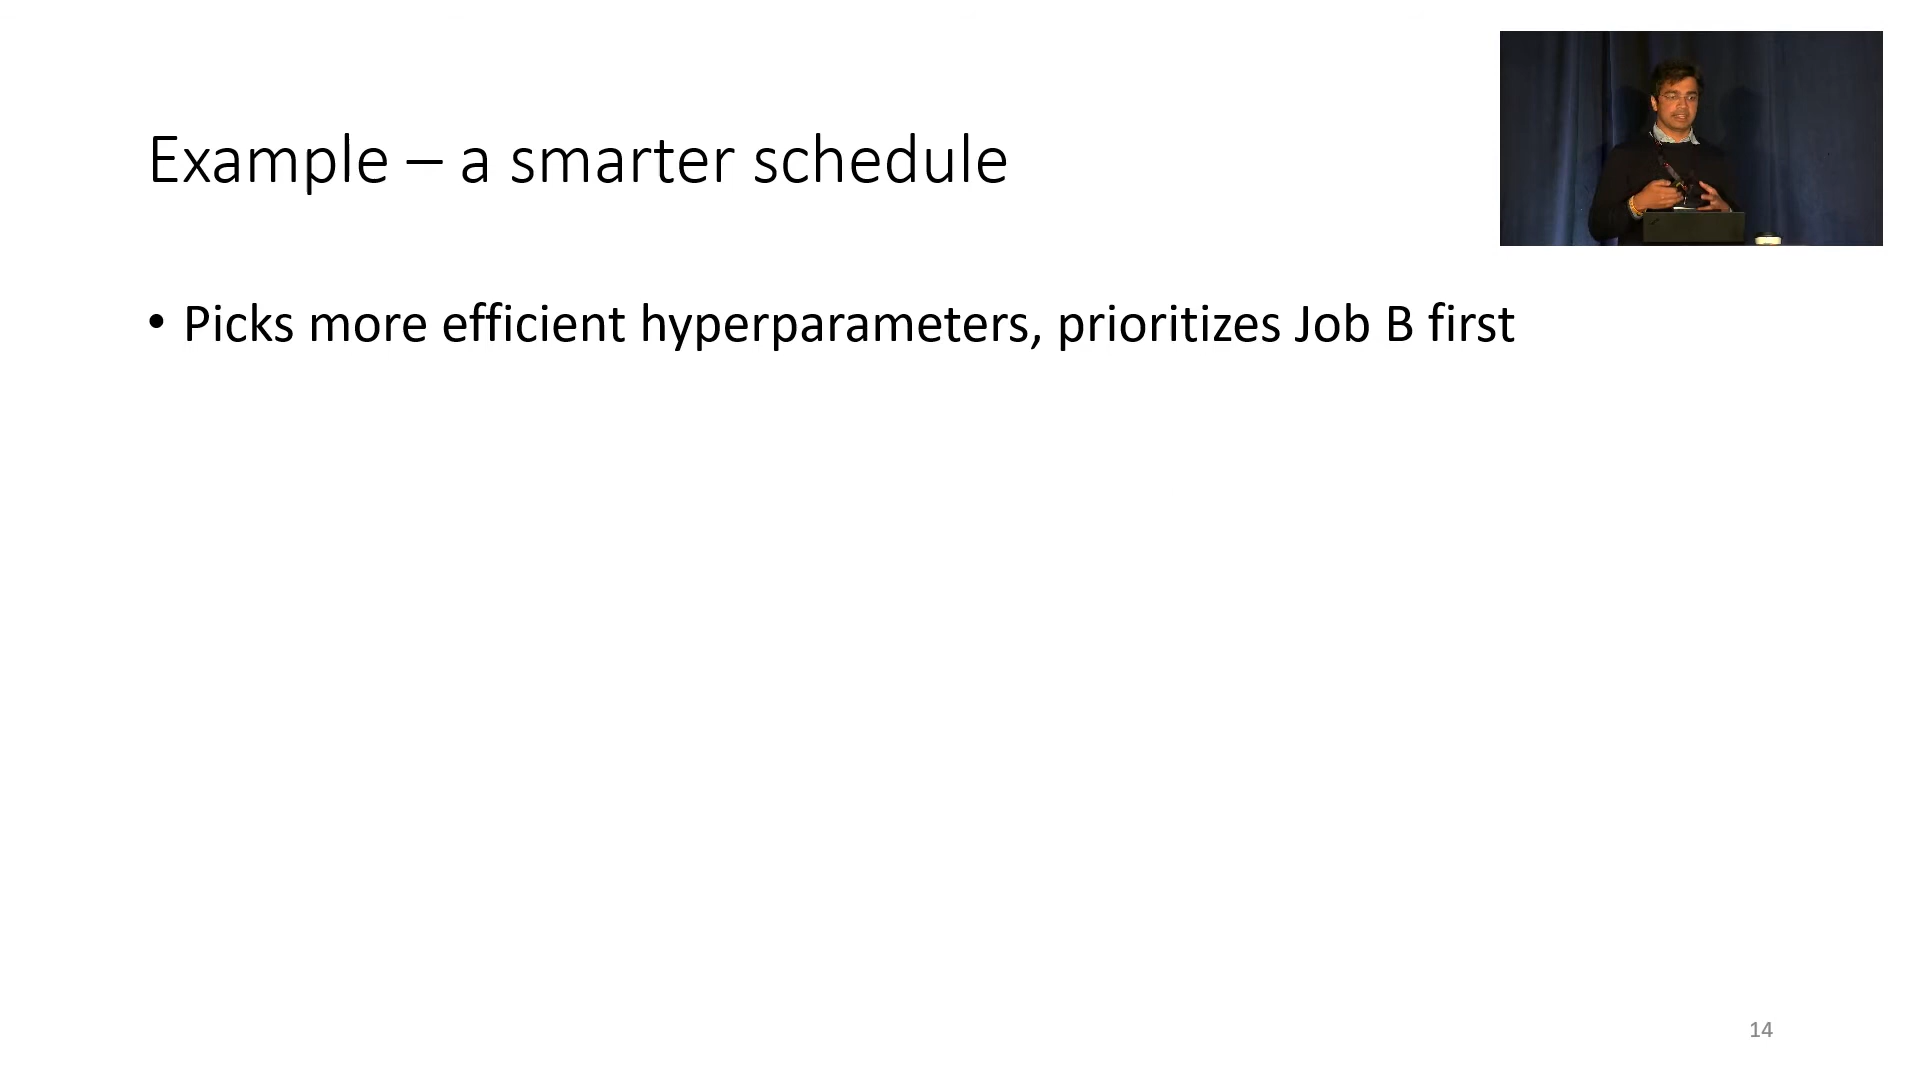 Example – a smarter schedule
• Picks more efficient hyperparameters, prioritizes Job B first
14